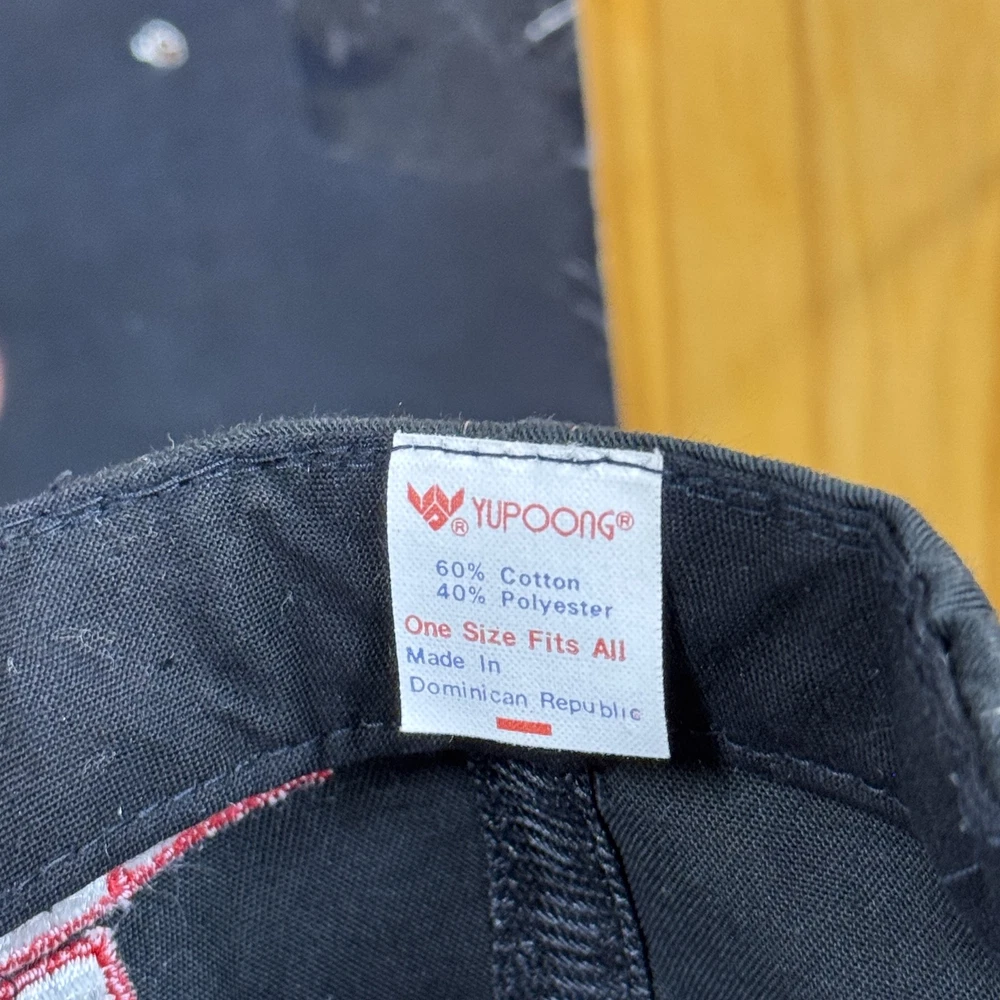 ® YUPOONG®
60% Cotton
40% Polyester
One Size Fits All
Made In
Dominican Republic